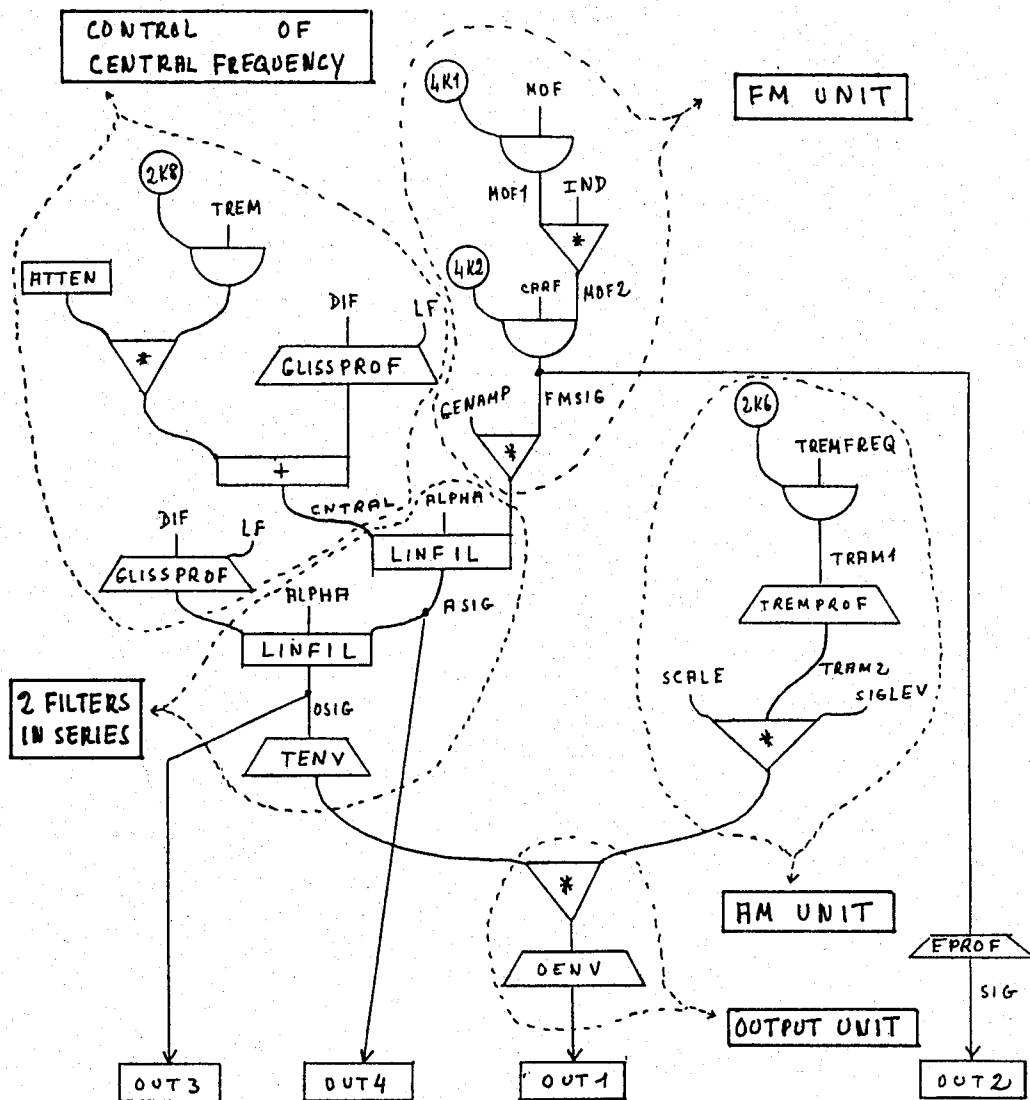 CONTROL OF
CENTRAL FREQUENCY
FM UNIT
4K1
MOF
2K8
TREM
MOF1
IND
*
ATTEN
4K2
CARF
MOF2
DIF
LF
*
GLISSPROF
GENAMP
FMSIG
2K6
*
TREMFREQ
+
CNTRAL
ALPHA
DIF
LF
LINFIL
GLISSPROF
ALPHA
ASIG
TRAM1
TREMPROF
LINFIL
SCALE
TRAM2
SIGLEV
2 FILTERS
IN SERIES
OSIG
*
TENV
*
AM UNIT
OENV
EPROF
SIG
OUTPUT UNIT
OUT3
OUT4
OUT1
OUT2